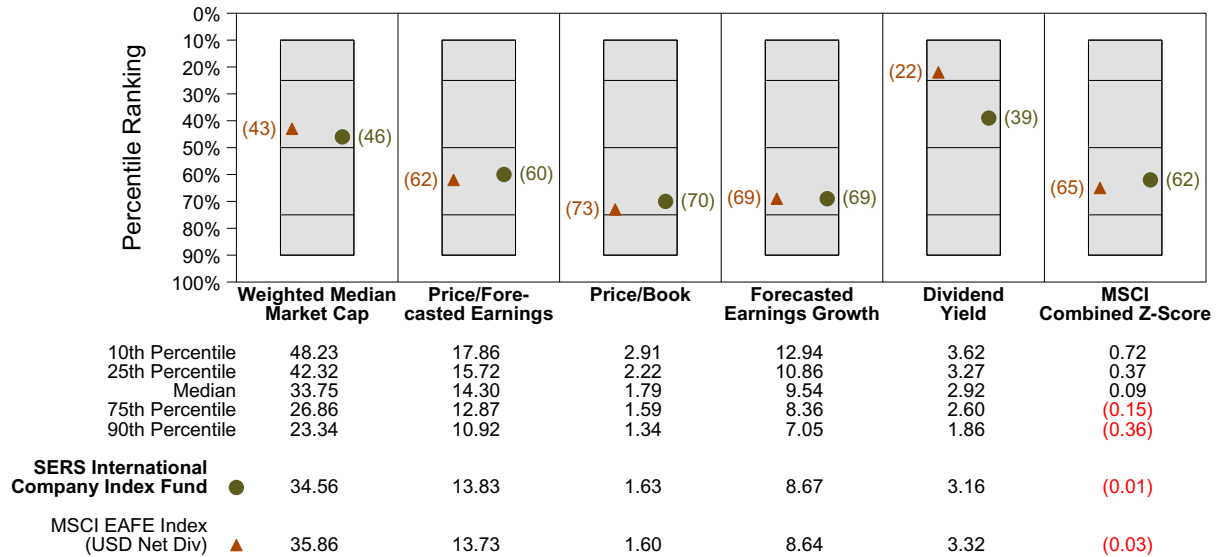 0%
10%
20%
30%
40%
50%
60%
70%
80%
90%
100%
Percentile Ranking
(43) (46)
(62) (60)
(73) (70)
(69) (69)
(22) (39)
(65) (62)
Weighted Median Market Cap
Price/Fore-casted Earnings
Price/Book
Forecasted Earnings Growth
Dividend Yield
MSCI Combined Z-Score
10th Percentile 48.23 17.86 2.91 12.94 3.62 0.72
25th Percentile 42.32 15.72 2.22 10.86 3.27 0.37
Median 33.75 14.30 1.79 9.54 2.92 0.09
75th Percentile 26.86 12.87 1.59 8.36 2.60 (0.15)
90th Percentile 23.34 10.92 1.34 7.05 1.86 (0.36)
SERS International
Company Index Fund 34.56 13.83 1.63 8.67 3.16 (0.01)
MSCI EAFE Index
(USD Net Div) 35.86 13.73 1.60 8.64 3.32 (0.03)